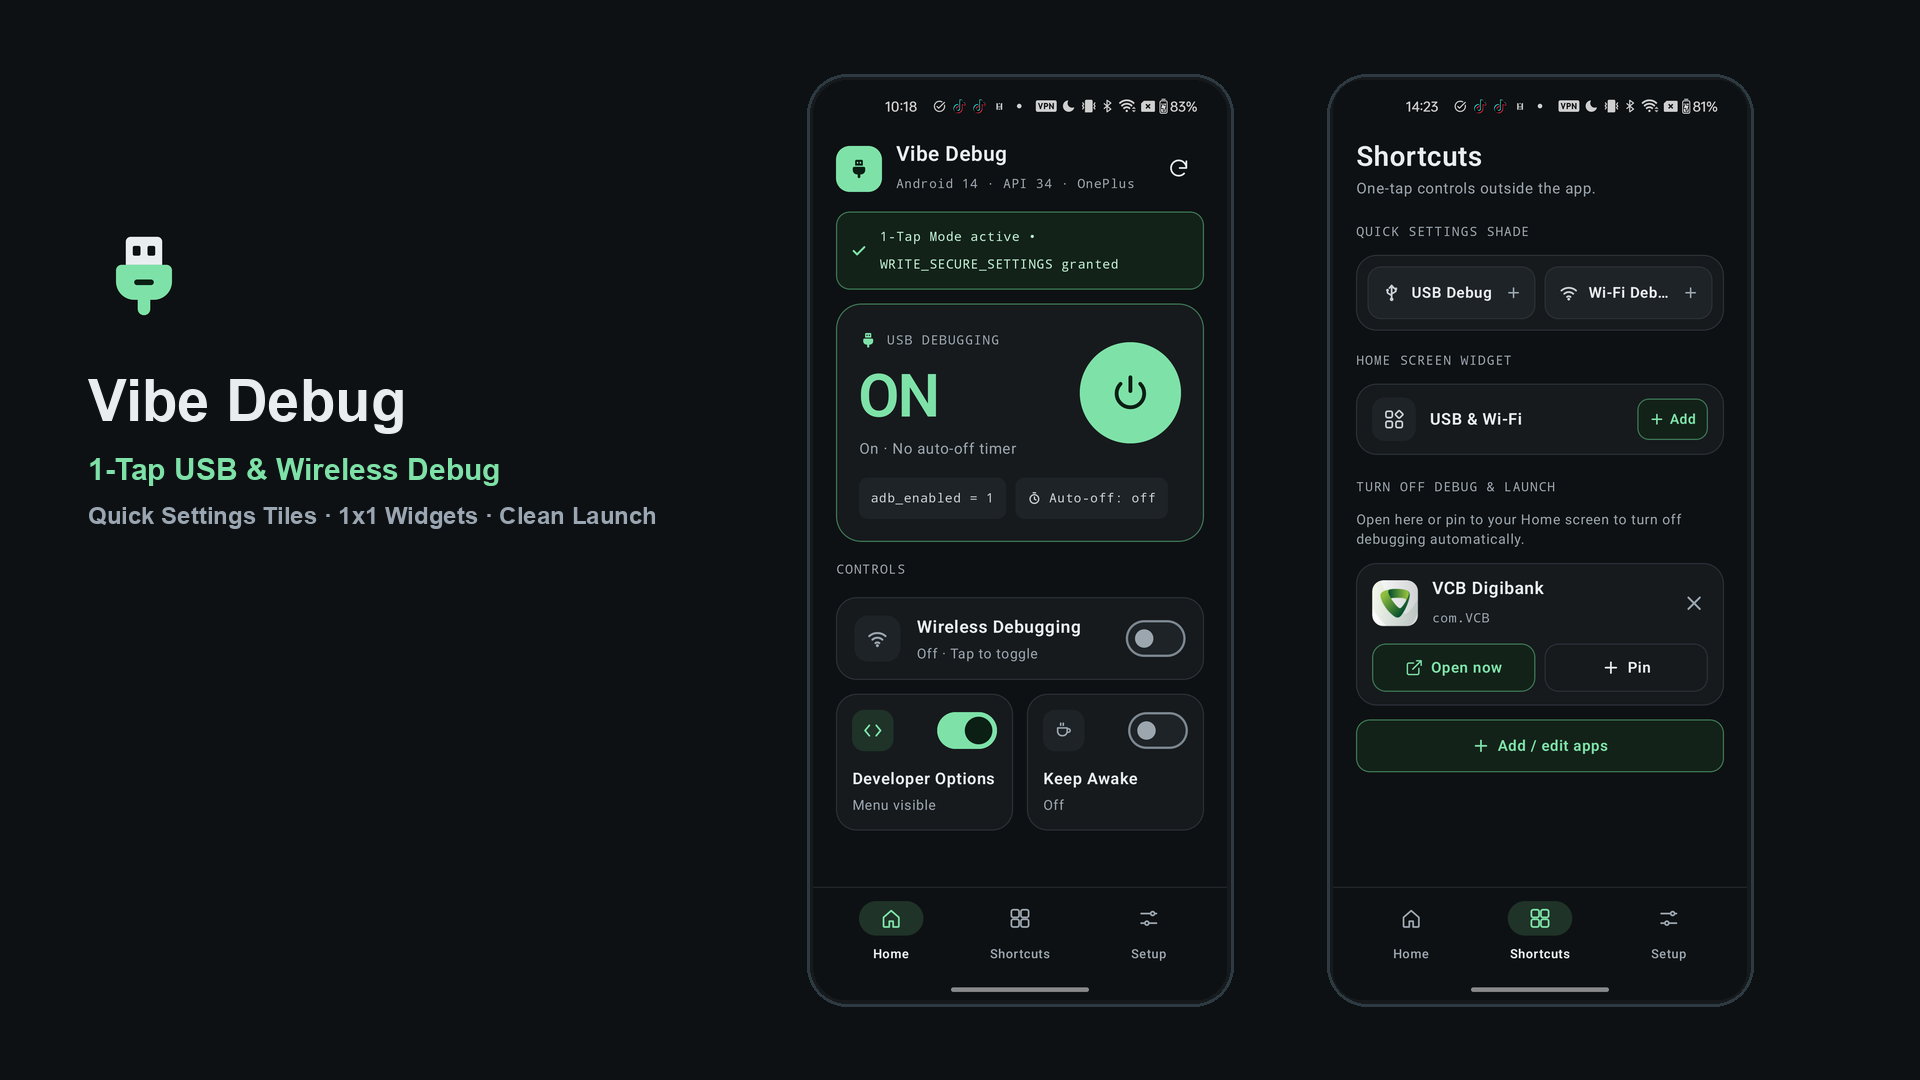 Vibe Debug
1-Tap USB & Wireless Debug
Quick Settings Tiles · 1x1 Widgets · Clean Launch
10:18
VPN
83%
Vibe Debug
Android 14 · API 34 · OnePlus
1-Tap Mode active •
WRITE_SECURE_SETTINGS granted
USB DEBUGGING
ON
On · No auto-off timer
adb_enabled = 1
Auto-off: off
CONTROLS
Wireless Debugging
Off · Tap to toggle
Developer Options
Menu visible
Keep Awake
Off
Home
Shortcuts
Setup
14:23
VPN
81%
Shortcuts
One-tap controls outside the app.
QUICK SETTINGS SHADE
USB Debug +
Wi-Fi Deb... +
HOME SCREEN WIDGET
USB & Wi-Fi
+ Add
TURN OFF DEBUG & LAUNCH
Open here or pin to your Home screen to turn off
debugging automatically.
VCB Digibank
com.VCB
Open now
+ Pin
+ Add / edit apps
Home
Shortcuts
Setup